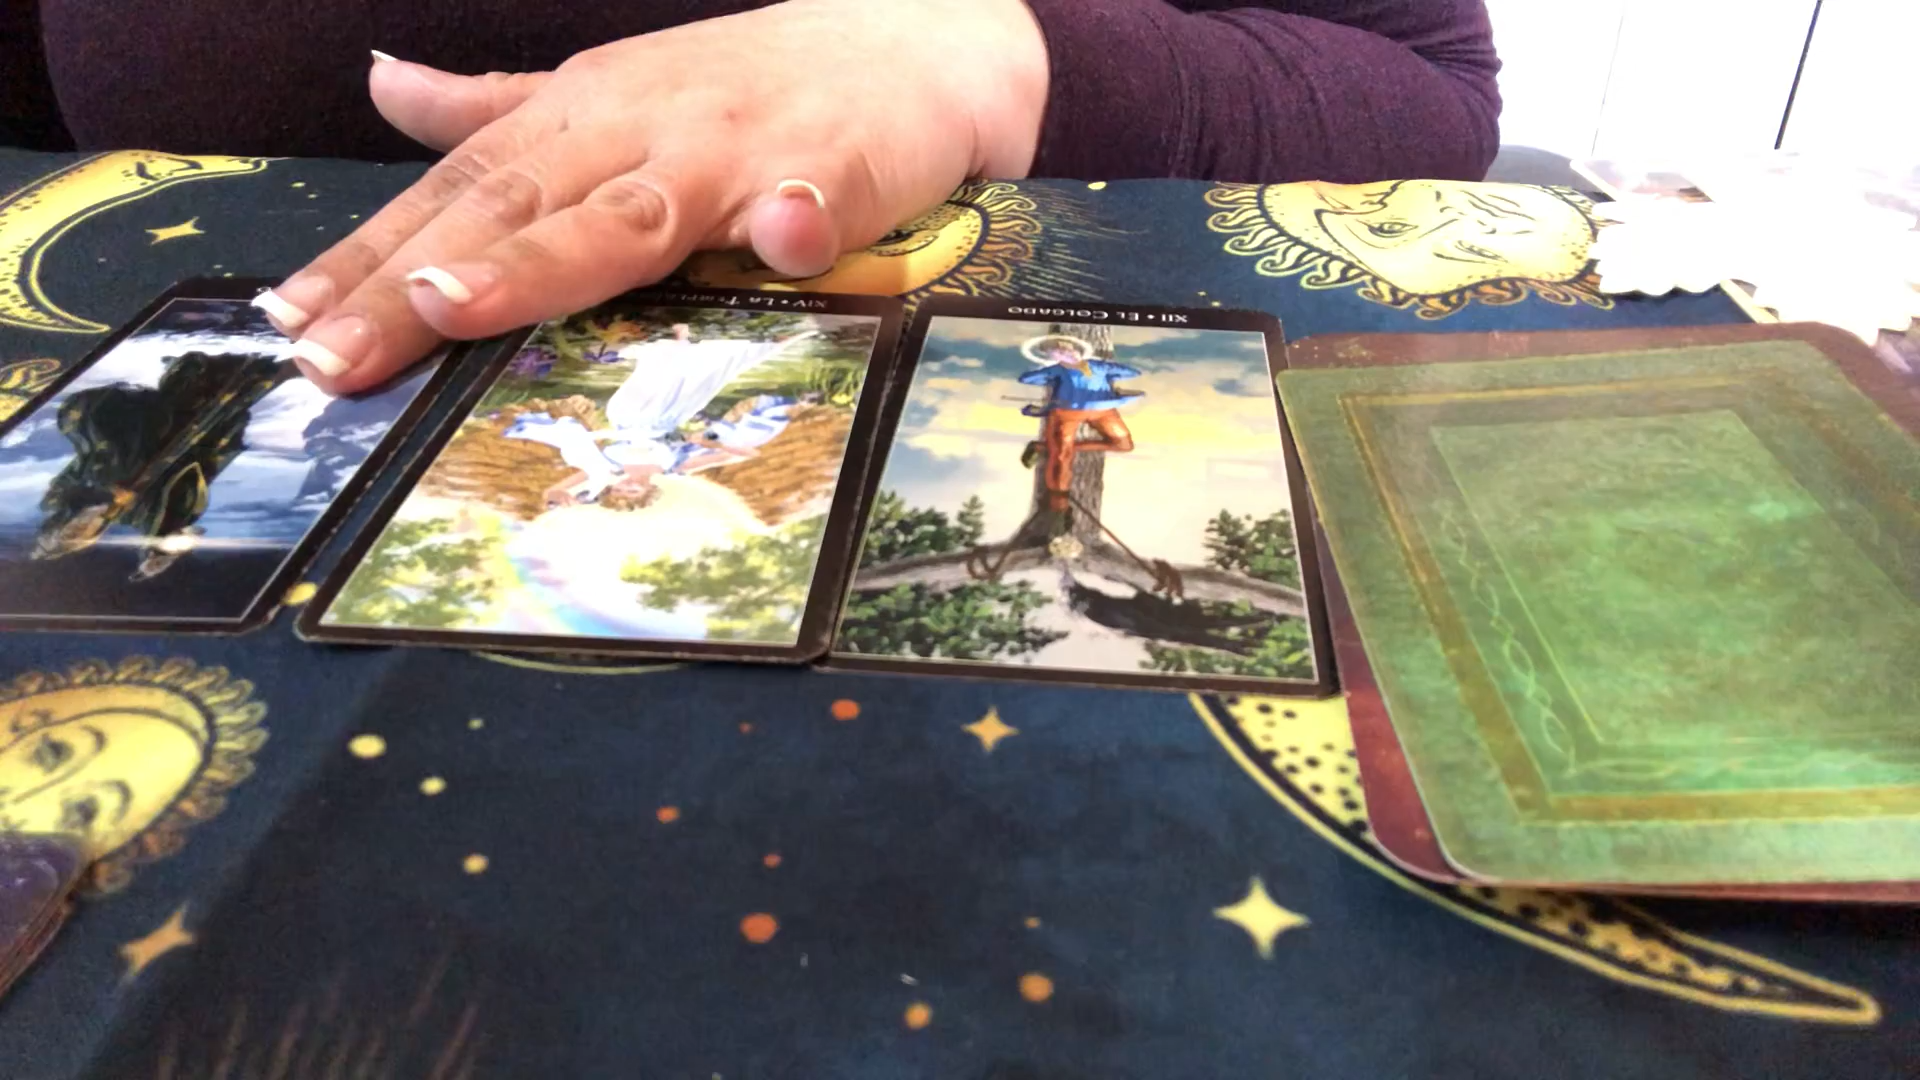 XIV • LA
XII • EL COLGADO